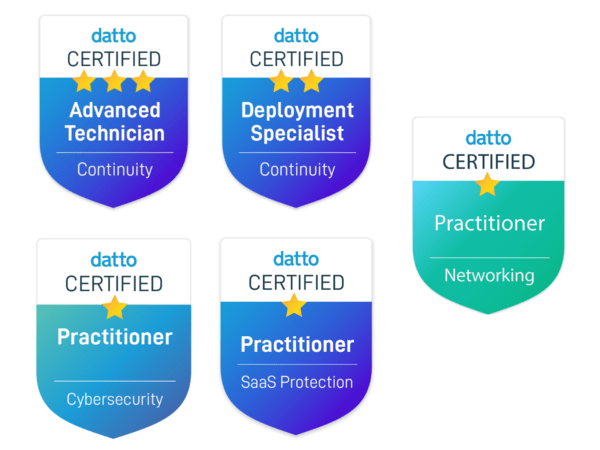 datto
CERTIFIED
Advanced
Technician
Continuity
datto
CERTIFIED
Deployment
Specialist
Continuity
datto
CERTIFIED
Practitioner
Networking
datto
CERTIFIED
Practitioner
Cybersecurity
datto
CERTIFIED
Practitioner
SaaS Protection